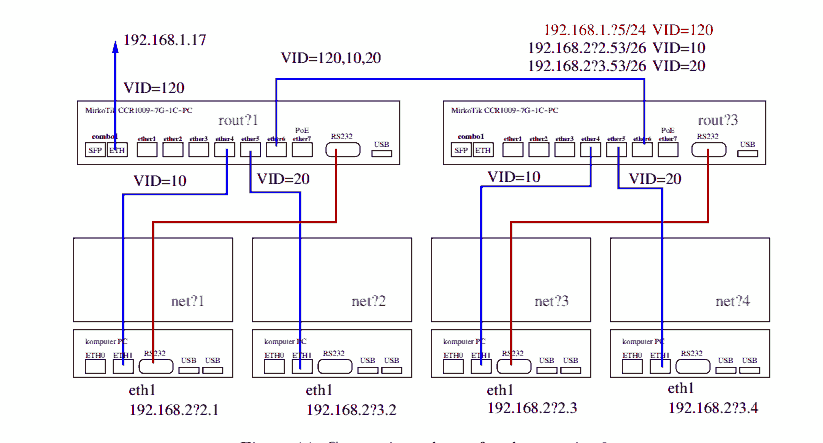 192.168.1.17
VID=120
VID=120,10,20
192.168.1.?5/24 VID=120
192.168.2?2.53/26 VID=10
192.168.2?3.53/26 VID=20
MirkoTik CCR1009-7G-1C-PC
rout?1
combo1 ether1 ether2 ether3 ether4 ether5 ether6 PoE ether7 RS232
SFP ETH USB
MirkoTik CCR1009-7G-1C-PC
rout?3
combo1 ether1 ether2 ether3 ether4 ether5 ether6 PoE ether7 RS232
SFP ETH USB
VID=10 VID=20 VID=10 VID=20
net?1 net?2 net?3 net?4
komputer PC
ETH0 ETH1 RS232 USB USB
komputer PC
ETH0 ETH1 RS232 USB USB
komputer PC
ETH0 ETH1 RS232 USB USB
komputer PC
ETH0 ETH1 RS232 USB USB
eth1 eth1 eth1 eth1
192.168.2?2.1 192.168.2?3.2 192.168.2?2.3 192.168.2?3.4